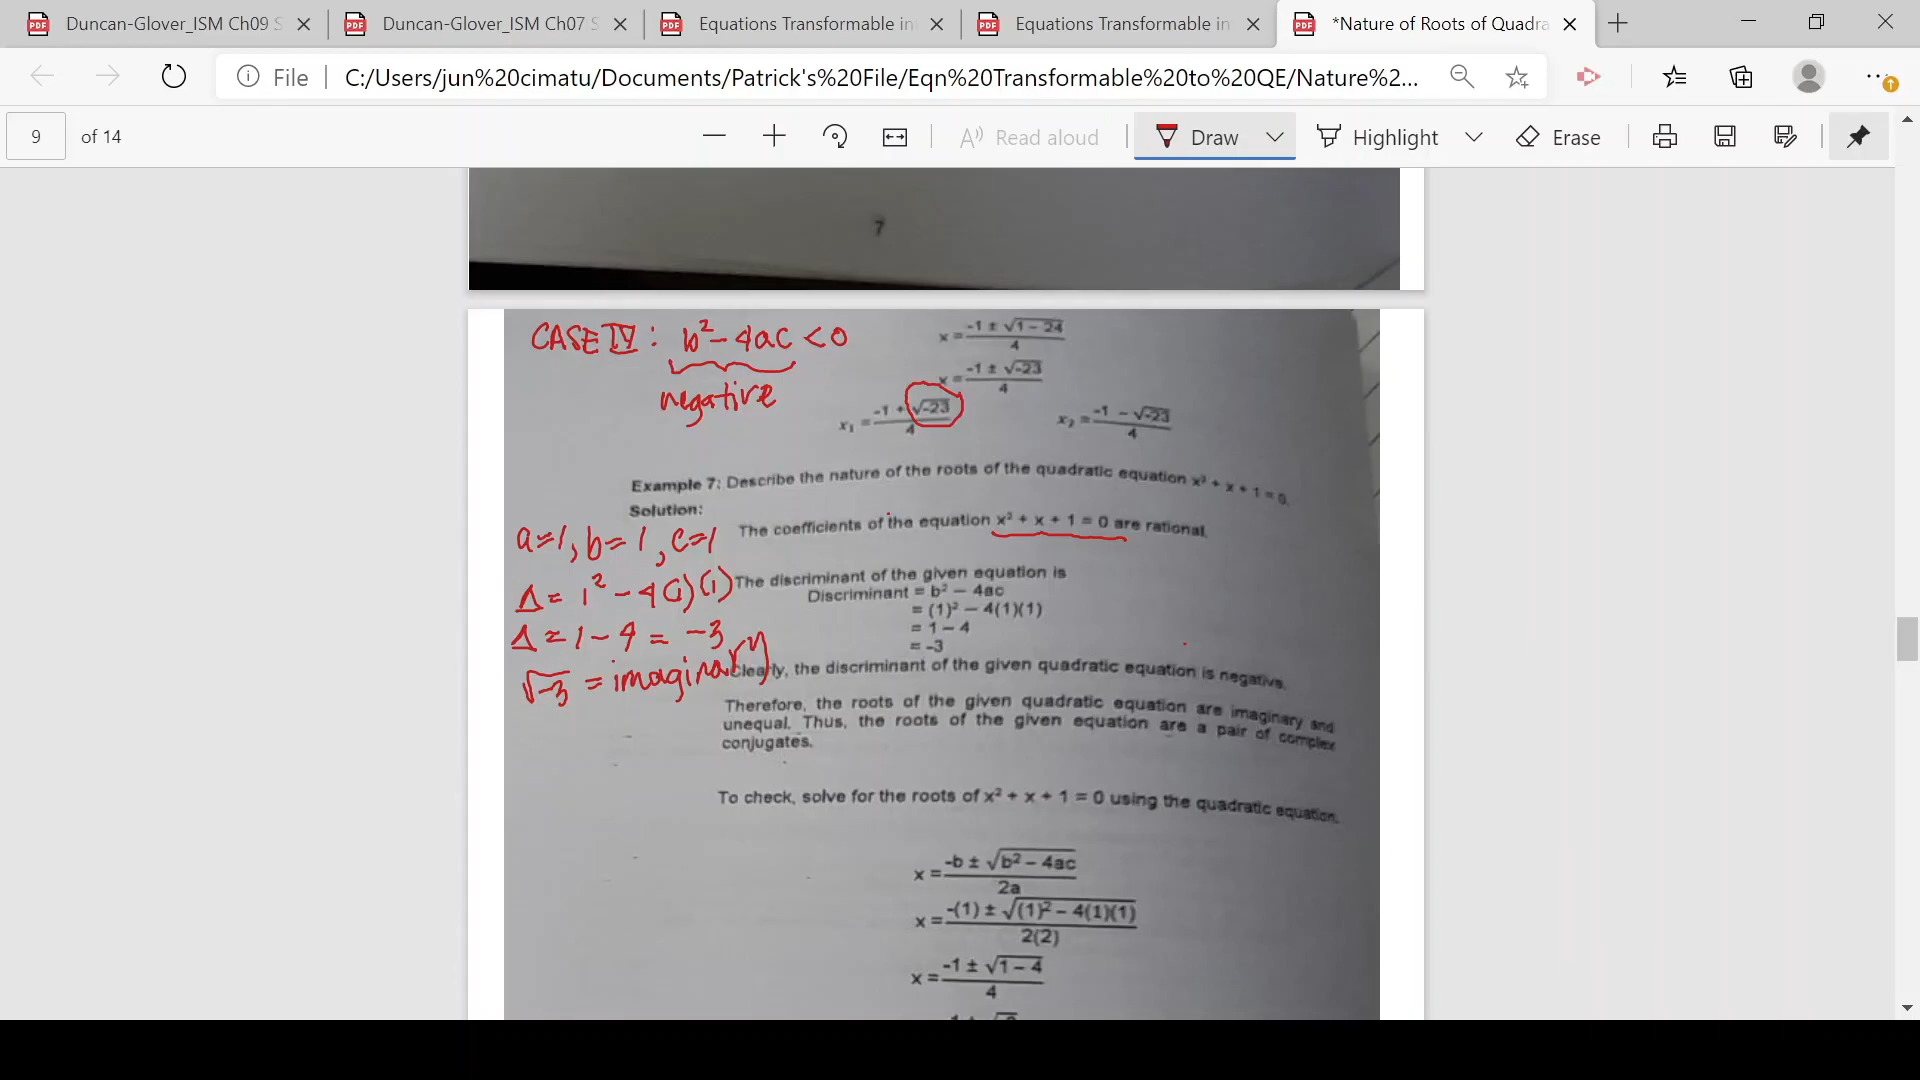 Duncan-Glover_ISM Ch09 S
Duncan-Glover_ISM Ch07 S
Equations Transformable in
Equations Transformable in
*Nature of Roots of Quadra
File
C:/Users/jun%20cimatu/Documents/Patrick's%20File/Eqn%20Transformable%20to%20QE/Nature%2...
9 of 14
Read aloud
Draw
Highlight
Erase
7
CASE IV : b² - 4ac < 0
negative
x = -1 ± √1 - 24 / 4
x = -1 ± √-23 / 4
x₁ = -1 + √-23 / 4
x₂ = -1 - √-23 / 4
Example 7: Describe the nature of the roots of the quadratic equation x² + x + 1 = 0.
Solution:
The coefficients of the equation x² + x + 1 = 0 are rational.
a=1, b=1, c=1
Δ = 1² - 4(1)(1)
Δ = 1 - 4 = -3
√-3 = imaginary
The discriminant of the given equation is
Discriminant = b² – 4ac
= (1)² – 4(1)(1)
= 1 – 4
= -3
Clearly, the discriminant of the given quadratic equation is negative.
Therefore, the roots of the given quadratic equation are imaginary and
unequal. Thus, the roots of the given equation are a pair of complex
conjugates.
To check, solve for the roots of x² + x + 1 = 0 using the quadratic equation.
x = -b ± √b² – 4ac / 2a
x = -(1) ± √(1)² – 4(1)(1) / 2(2)
x = -1 ± √1 – 4 / 4